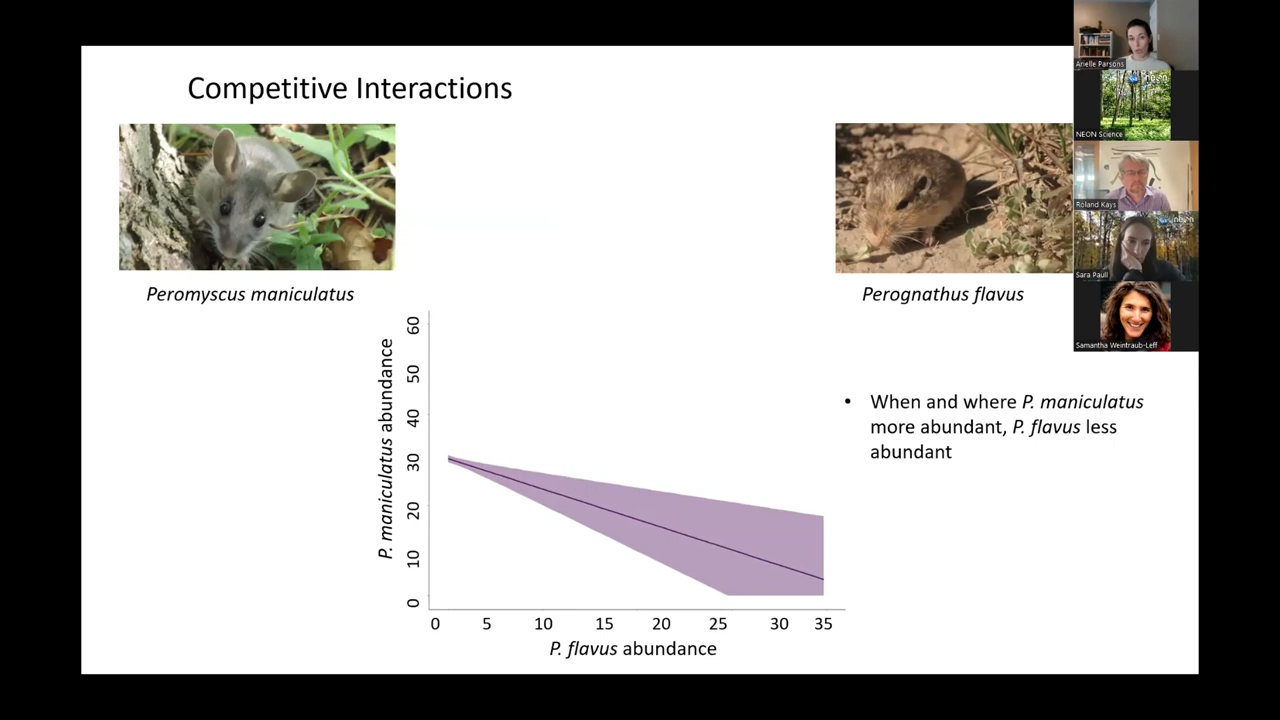 Competitive Interactions
Peromyscus maniculatus
Perognathus flavus
P. maniculatus abundance
60
50
40
30
20
10
0
0 5 10 15 20 25 30 35
P. flavus abundance
• When and where P. maniculatus
more abundant, P. flavus less
abundant
Arielle Parsons
neon
NEON Science
Roland Kays
neon
Sara Paull
Samantha Weintraub-Leff